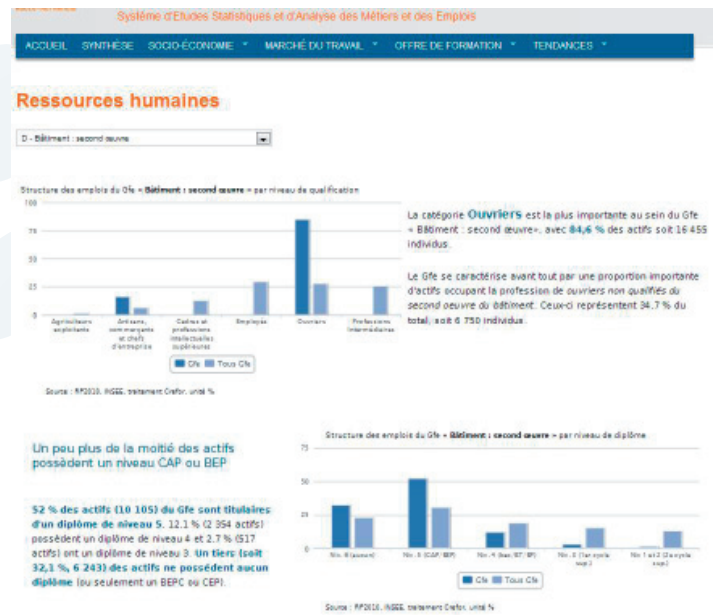 Système d'Etudes Statistiques et d'Analyse des Métiers et des Emplois
ACCUEIL SYNTHÈSE SOCIO-ÉCONOMIE MARCHÉ DU TRAVAIL OFFRE DE FORMATION TENDANCES
Ressources humaines
D - Bâtiment : second œuvre
Structure des emplois du Gfe « Bâtiment : second œuvre » par niveau de qualification
100
75
50
25
0
Agriculteurs exploitants
Artisans, commerçants et chefs d'entreprise
Cadres et professions intellectuelles supérieures
Employés
Ouvriers
Professions Intermédiaires
Gfe Tous Gfe
Source : RP2010, INSEE, traitement Crefor, unité %
La catégorie Ouvriers est la plus importante au sein du Gfe
« Bâtiment : second œuvre», avec 84,6 % des actifs soit 16 455
individus.
Le Gfe se caractérise avant tout par une proportion importante
d'actifs occupant la profession de ouvriers non qualifiés du
second oeuvre du bâtiment. Ceux-ci représentent 34.7 % du
total, soit 6 750 individus.
Un peu plus de la moitié des actifs
possèdent un niveau CAP ou BEP
52 % des actifs (10 105) du Gfe sont titulaires
d'un diplôme de niveau 5. 12.1 % (2 354 actifs)
possèdent un diplôme de niveau 4 et 2.7 % (517
actifs) ont un diplôme de niveau 3. Un tiers (soit
32,1 %, 6 243) des actifs ne possèdent aucun
diplôme (ou seulement un BEPC ou CEP).
Structure des emplois du Gfe « Bâtiment : second œuvre » par niveau de diplôme
75
50
25
0
Niv. 6 (aucun)
Niv. 5 (CAP/BEP)
Niv. 4 (bac/BT/BP)
Niv. 3 (1er cycle sup.)
Niv. 1 et 2 (2e cycle sup.)
Gfe Tous Gfe
Source : RP2010, INSEE, traitement Crefor, unité %